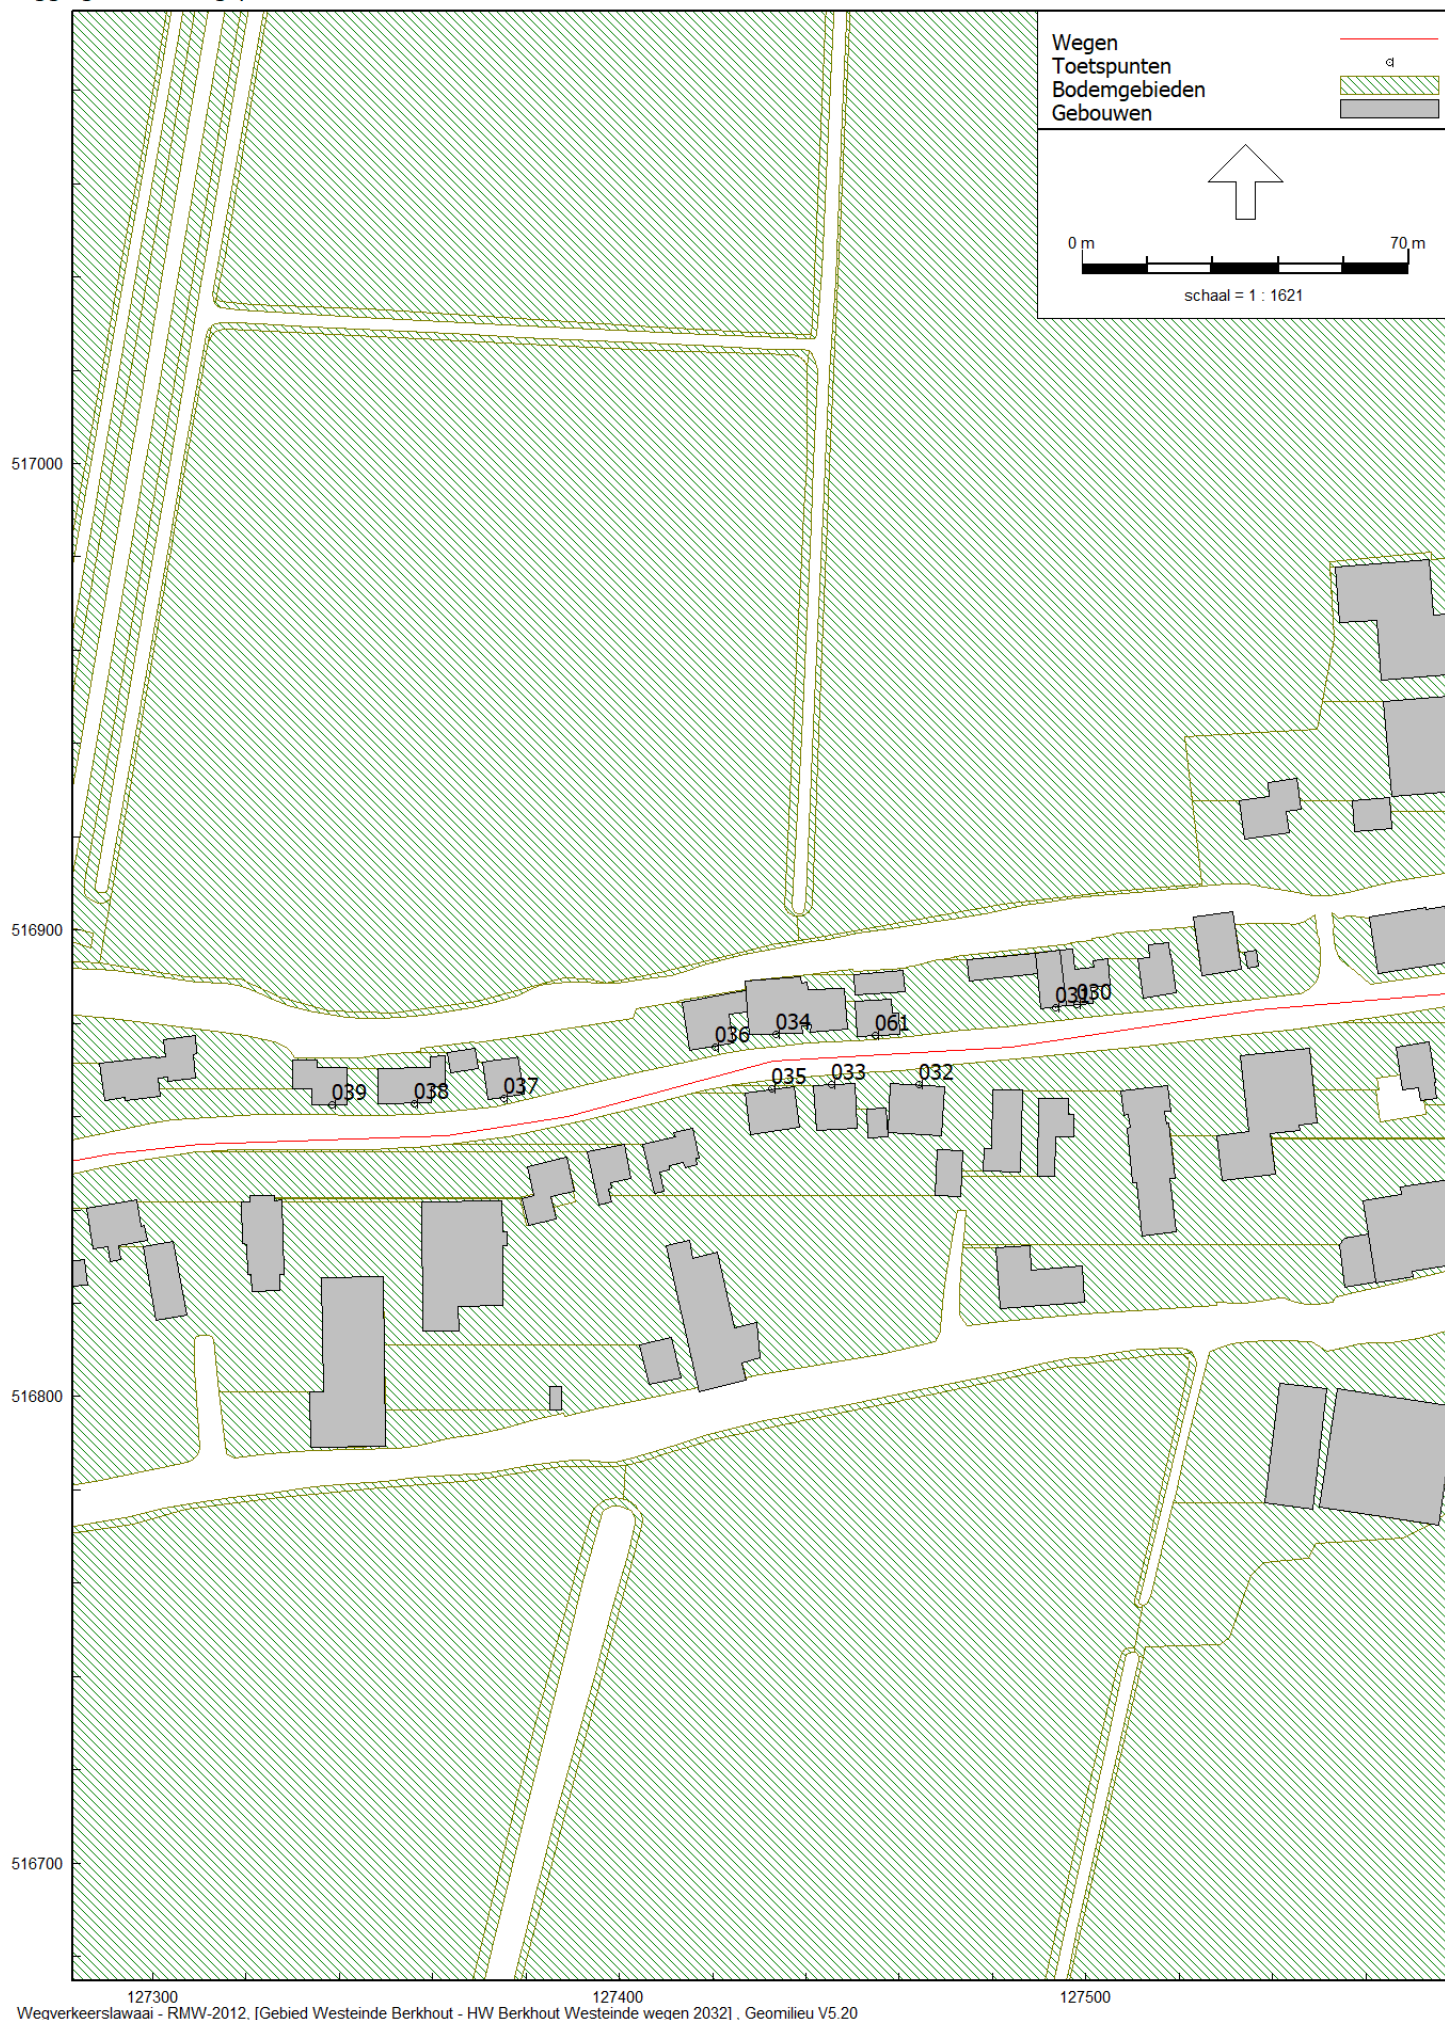 Wegen
Toetspunten
Bodemgebieden
Gebouwen
0 m 70 m
schaal = 1 : 1621
517000
516900
031 030
036 034 061
035 033 032
039 038 037
516800
516700
127300 127400 127500
Wegverkeerslawaai - RMW-2012, [Gebied Westeinde Berkhout - HW Berkhout Westeinde wegen 2032] , Geomilieu V5.20